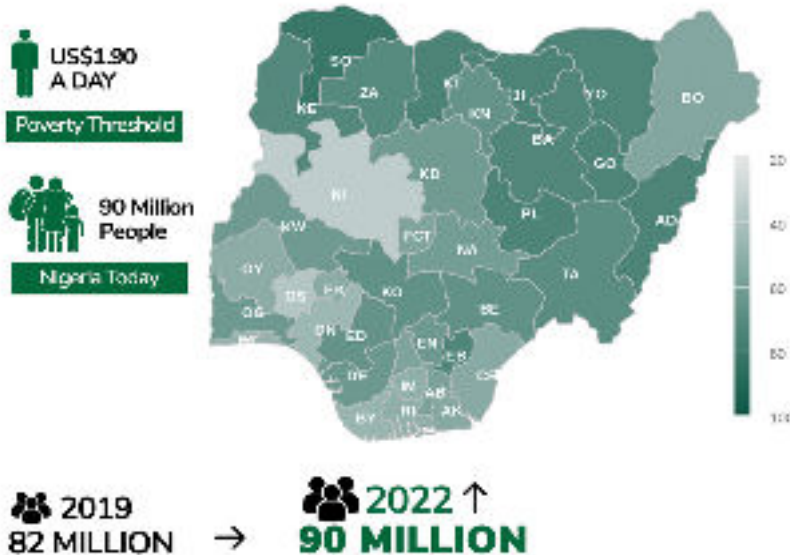 US$1.90
A DAY
Poverty Threshold
90 Million
People
Nigeria Today
SO
ZA
KE
KT
KN
JI
YO
BO
BA
GO
KD
NI
PL
AD
KW
FCT
NA
TA
OY
OS
EK
KO
BE
OG
ON
ED
EN
EB
DE
CR
IM
AB
BY
RI
AK
20
40
60
80
100
2019
82 MILLION
→
2022 ↑
90 MILLION